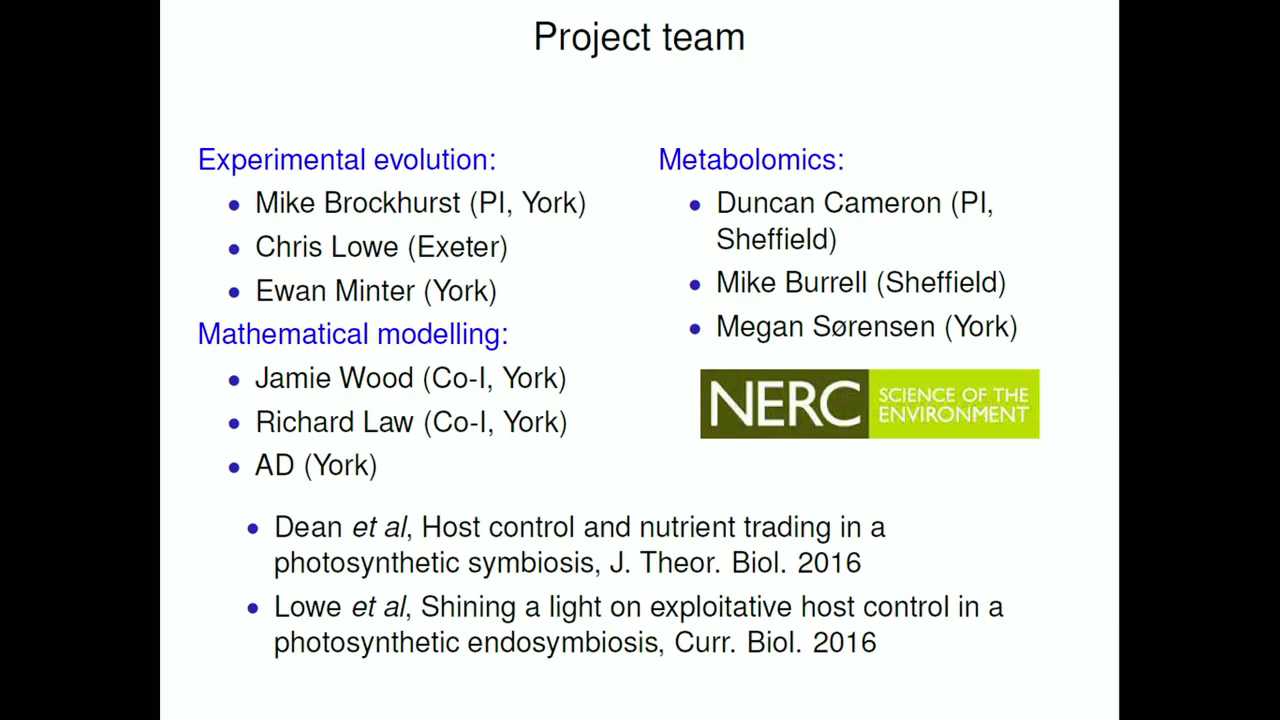 Project team
Experimental evolution:
• Mike Brockhurst (PI, York)
• Chris Lowe (Exeter)
• Ewan Minter (York)
Mathematical modelling:
• Jamie Wood (Co-I, York)
• Richard Law (Co-I, York)
• AD (York)
Metabolomics:
• Duncan Cameron (PI,
Sheffield)
• Mike Burrell (Sheffield)
• Megan Sørensen (York)
NERC
SCIENCE OF THE
ENVIRONMENT
• Dean et al, Host control and nutrient trading in a
photosynthetic symbiosis, J. Theor. Biol. 2016
• Lowe et al, Shining a light on exploitative host control in a
photosynthetic endosymbiosis, Curr. Biol. 2016